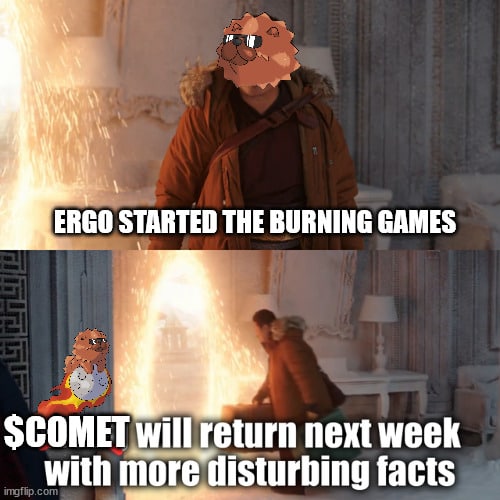 ERGO STARTED THE BURNING GAMES
$COMET will return next week
with more disturbing facts
imgflip.com